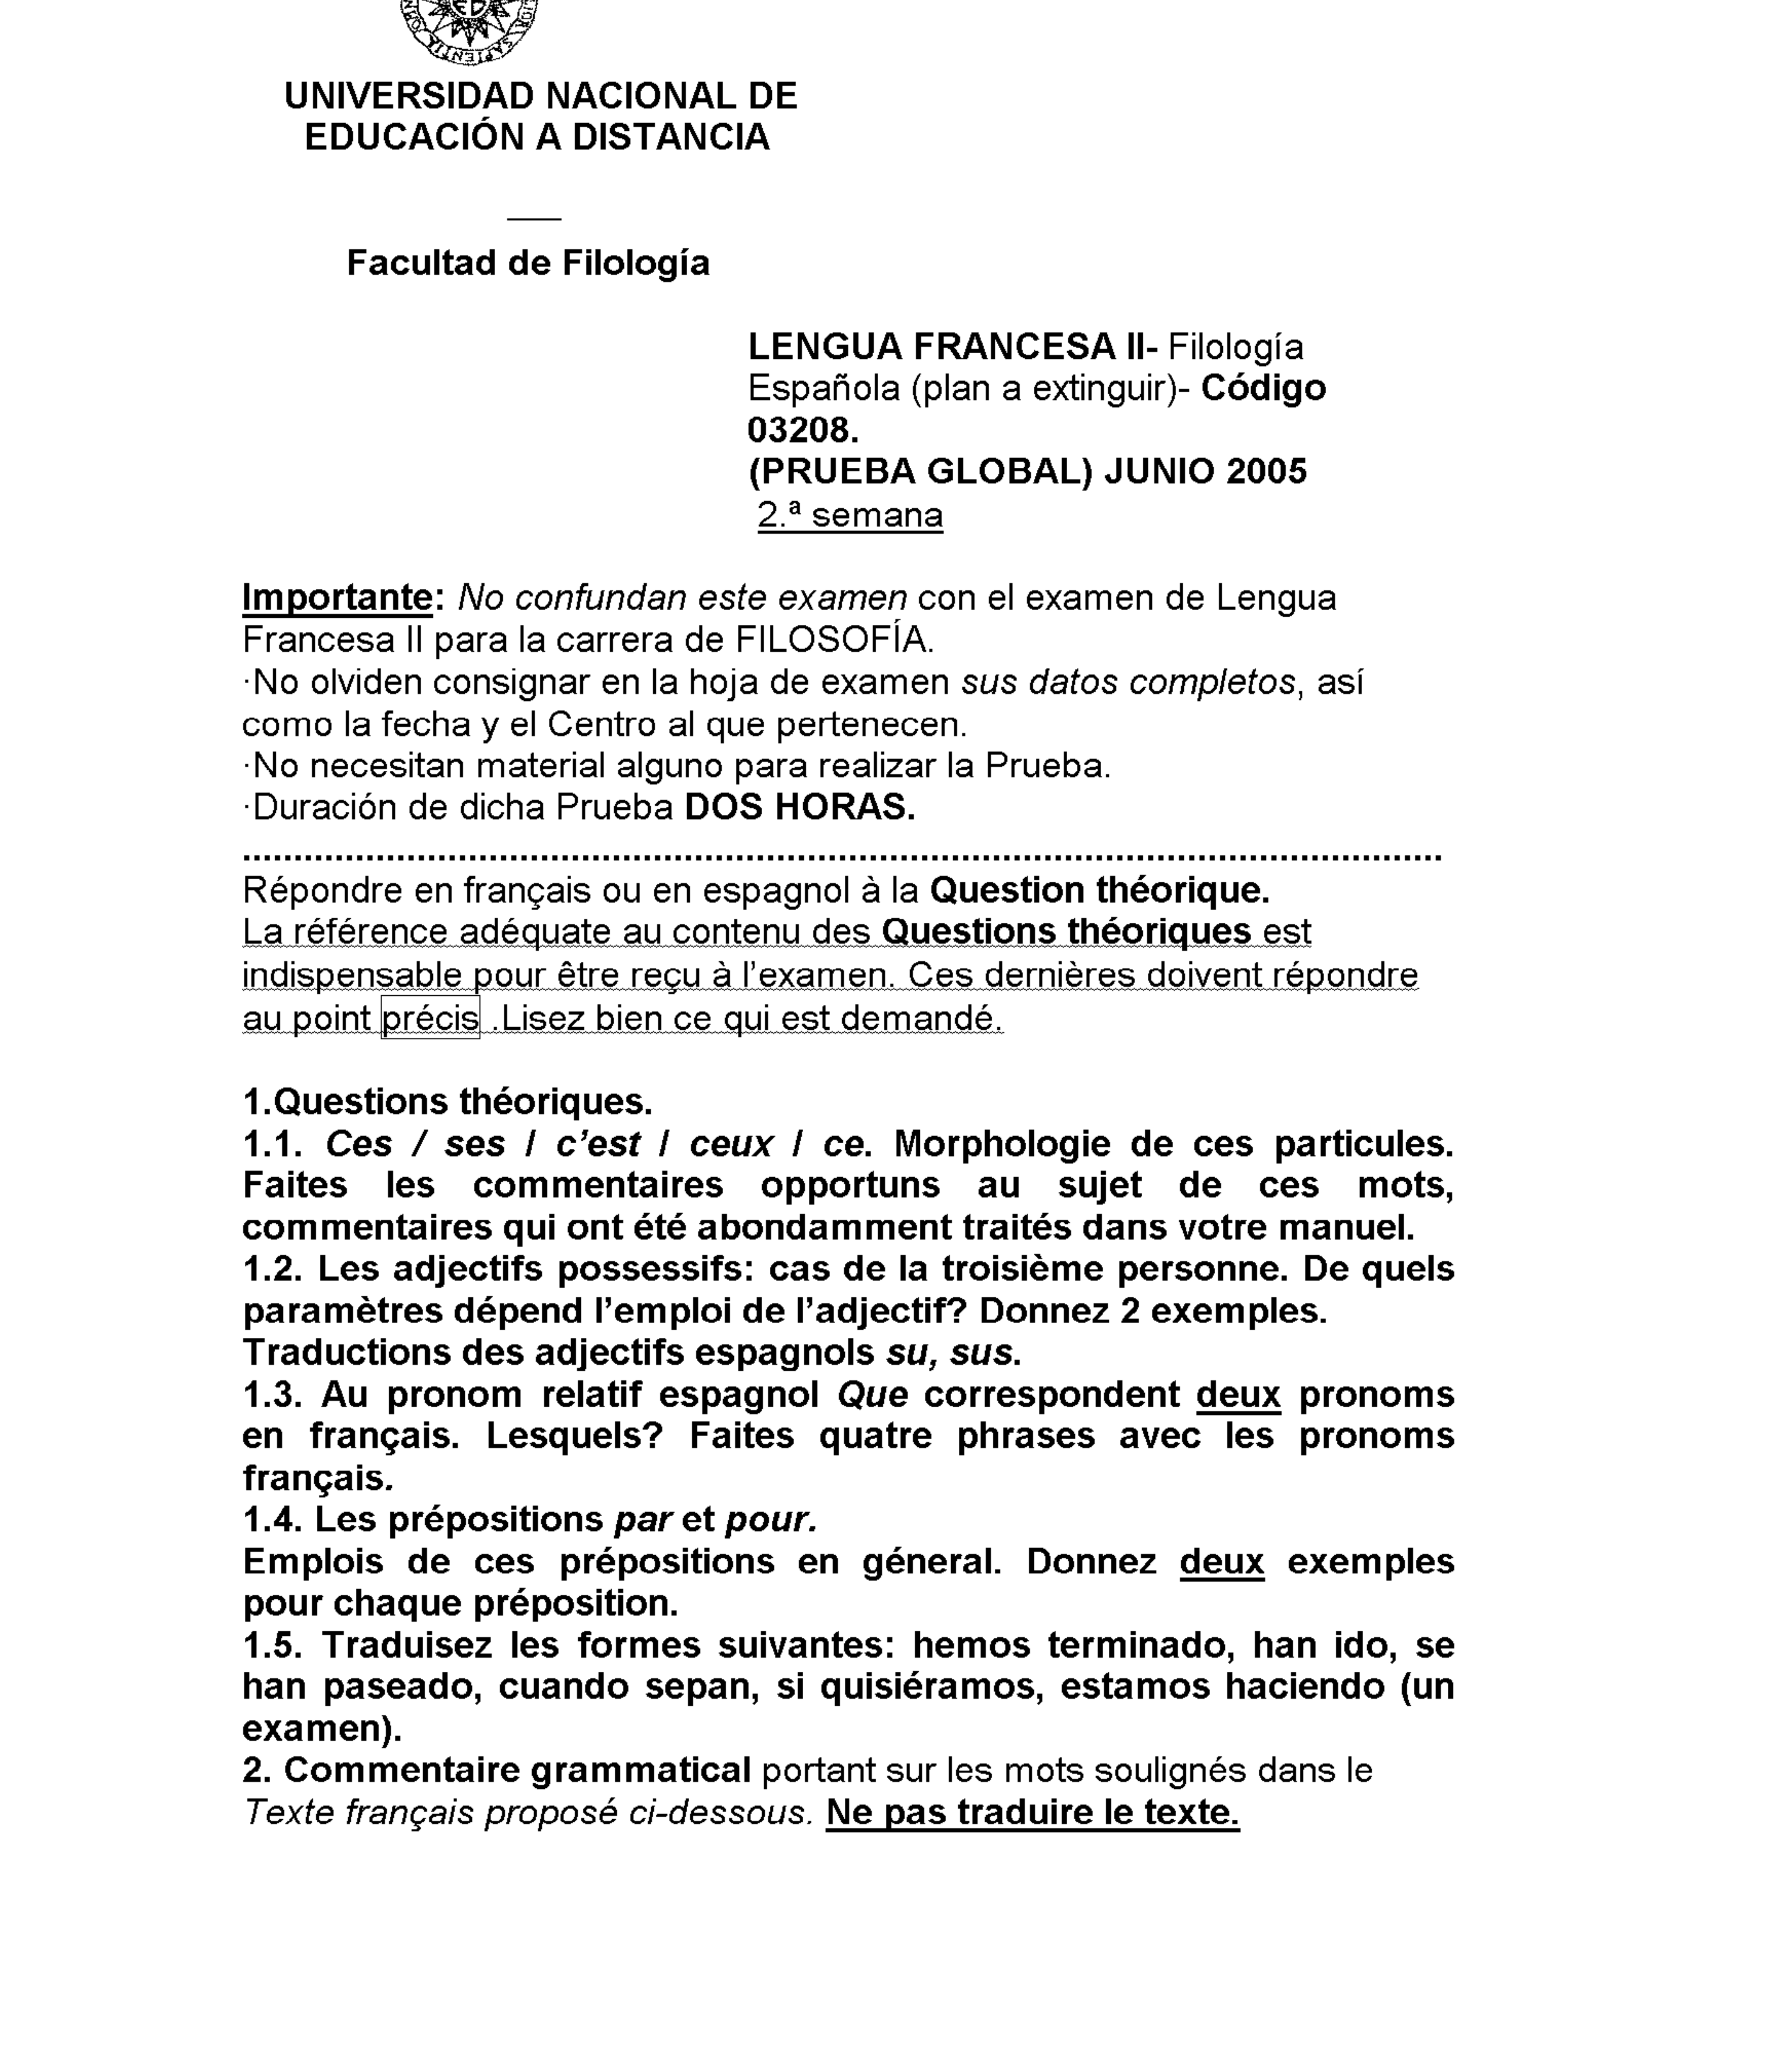 SAPIENTIA
UNIVERSIDAD NACIONAL DE
EDUCACIÓN A DISTANCIA
Facultad de Filología
LENGUA FRANCESA II- Filología
Española (plan a extinguir)- Código
03208.
(PRUEBA GLOBAL) JUNIO 2005
2.ª semana
Importante: No confundan este examen con el examen de Lengua
Francesa II para la carrera de FILOSOFÍA.
·No olviden consignar en la hoja de examen sus datos completos, así
como la fecha y el Centro al que pertenecen.
·No necesitan material alguno para realizar la Prueba.
·Duración de dicha Prueba DOS HORAS.
Répondre en français ou en espagnol à la Question théorique.
La référence adéquate au contenu des Questions théoriques est
indispensable pour être reçu à l’examen. Ces dernières doivent répondre
au point précis .Lisez bien ce qui est demandé.
1.Questions théoriques.
1.1. Ces / ses / c’est / ceux / ce. Morphologie de ces particules.
Faites les commentaires opportuns au sujet de ces mots,
commentaires qui ont été abondamment traités dans votre manuel.
1.2. Les adjectifs possessifs: cas de la troisième personne. De quels
paramètres dépend l’emploi de l’adjectif? Donnez 2 exemples.
Traductions des adjectifs espagnols su, sus.
1.3. Au pronom relatif espagnol Que correspondent deux pronoms
en français. Lesquels? Faites quatre phrases avec les pronoms
français.
1.4. Les prépositions par et pour.
Emplois de ces prépositions en géneral. Donnez deux exemples
pour chaque préposition.
1.5. Traduisez les formes suivantes: hemos terminado, han ido, se
han paseado, cuando sepan, si quisiéramos, estamos haciendo (un
examen).
2. Commentaire grammatical portant sur les mots soulignés dans le
Texte français proposé ci-dessous. Ne pas traduire le texte.